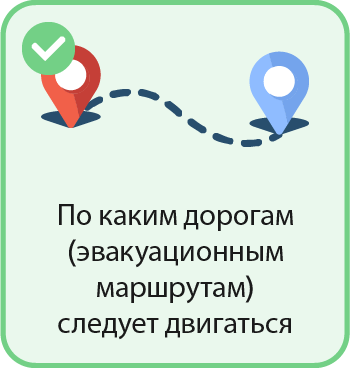 По каким дорогам
(эвакуационным
маршрутам)
следует двигаться